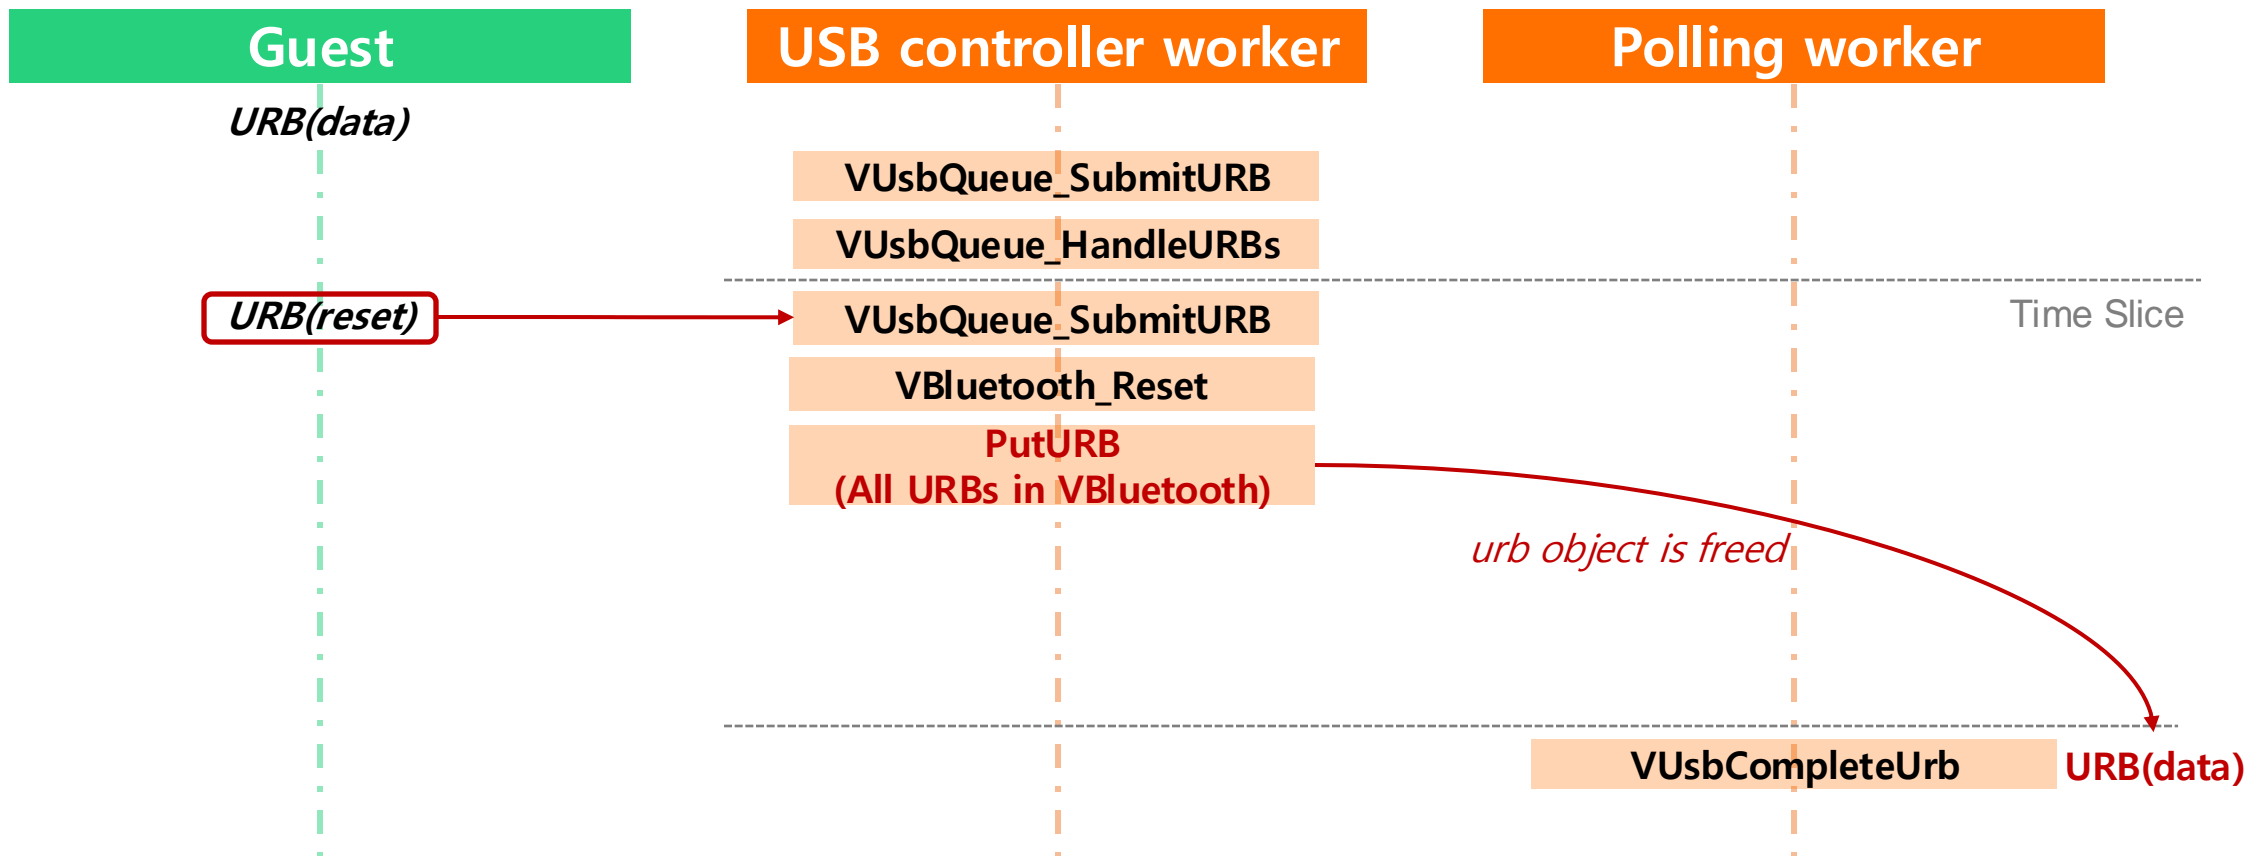 Guest
USB controller worker
Polling worker
URB(data)
VUsbQueue_SubmitURB
VUsbQueue_HandleURBs
URB(reset)
VUsbQueue_SubmitURB
Time Slice
VBluetooth_Reset
PutURB
(All URBs in VBluetooth)
urb object is freed
VUsbCompleteUrb
URB(data)